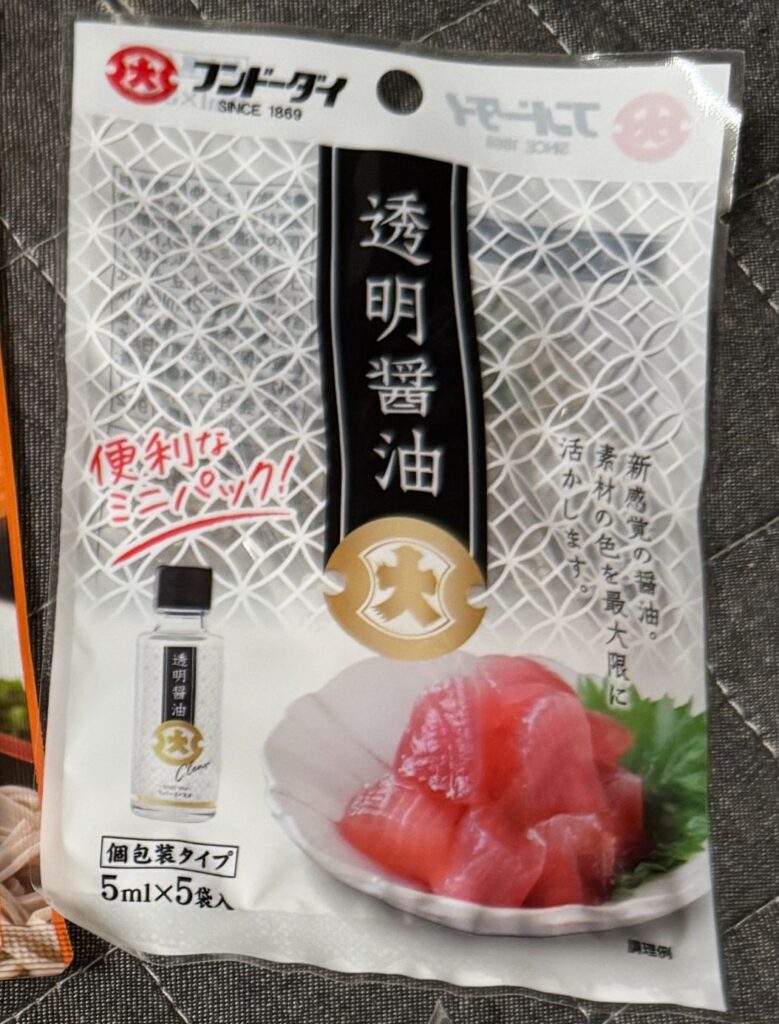 大 フンドーダイ
SINCE 1869
フンドーダイ
SINCE 1869
透明醤油
便利な
ミニパック!
新感覚の醤油。
素材の色を最大限に
活かします。
大
透明醤油
大
Clear
個包装タイプ
5ml×5袋入
調理例